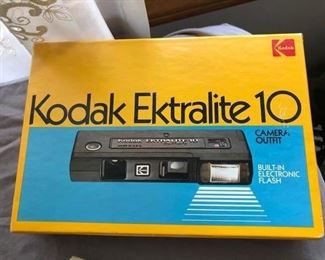 Kodak
Kodak Ektralite 10
CAMERA
OUTFIT
BUILT-IN
ELECTRONIC
FLASH
Kodak EKTRALITE 10